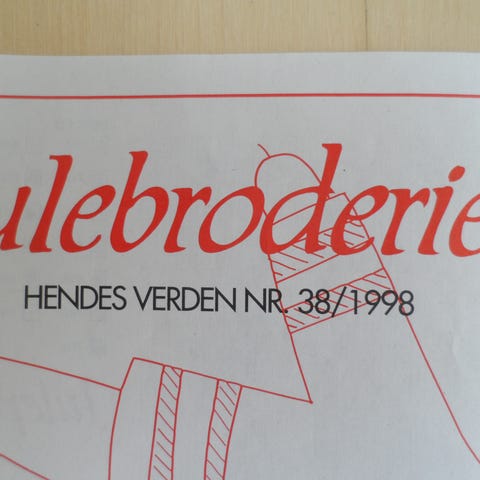 ulebroderie
HENDES VERDEN NR. 38/1998